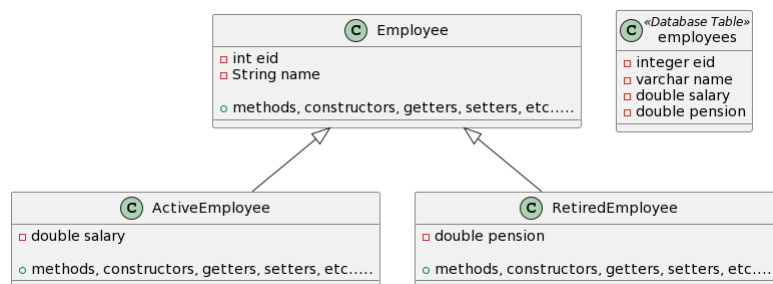 C Employee
int eid
String name
methods, constructors, getters, setters, etc.....
«Database Table»
C employees
integer eid
varchar name
double salary
double pension
C ActiveEmployee
double salary
methods, constructors, getters, setters, etc.....
C RetiredEmployee
double pension
methods, constructors, getters, setters, etc....